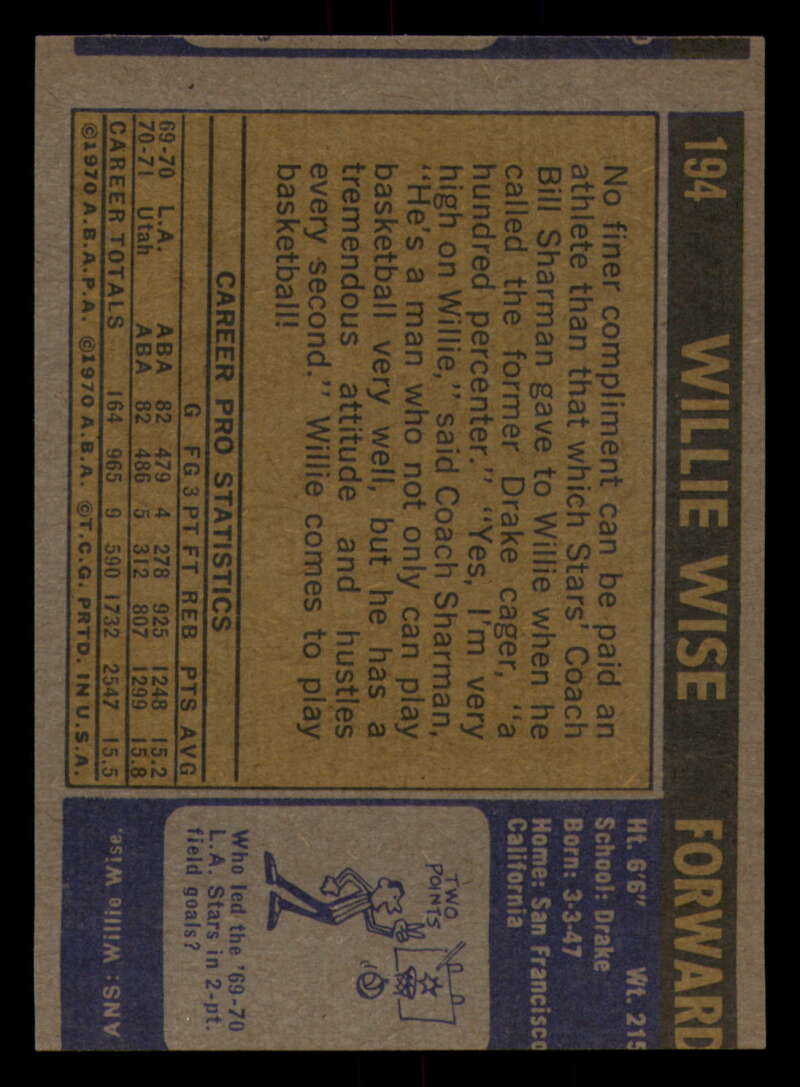 194 WILLIE WISE FORWARD
No finer compliment can be paid an
athlete than that which Stars' Coach
Bill Sharman gave to Willie when he
called the former Drake cager, "a
hundred percenter." "Yes, I'm very
high on Willie," said Coach Sharman,
"He's a man who not only can play
basketball very well, but he has a
tremendous attitude and hustles
every second." Willie comes to play
basketball!
CAREER PRO STATISTICS
G FG 3 PT FT REB PTS AVG
69-70 L.A. ABA 82 479 4 278 925 1248 15.2
70-71 Utah ABA 82 486 5 312 807 1299 15.8
CAREER TOTALS 164 965 9 590 1732 2547 15.5
©1970 A.B.A.P.A. ©1970 A.B.A. ©T.C.G. PRTD. IN U.S.A.
Ht. 6'6" Wt. 215
School: Drake
Born: 3-3-47
Home: San Francisco
California
TWO
POINTS
Who led the '69-70
L.A. Stars in 2-pt.
field goals?
ANS: Willie Wise.